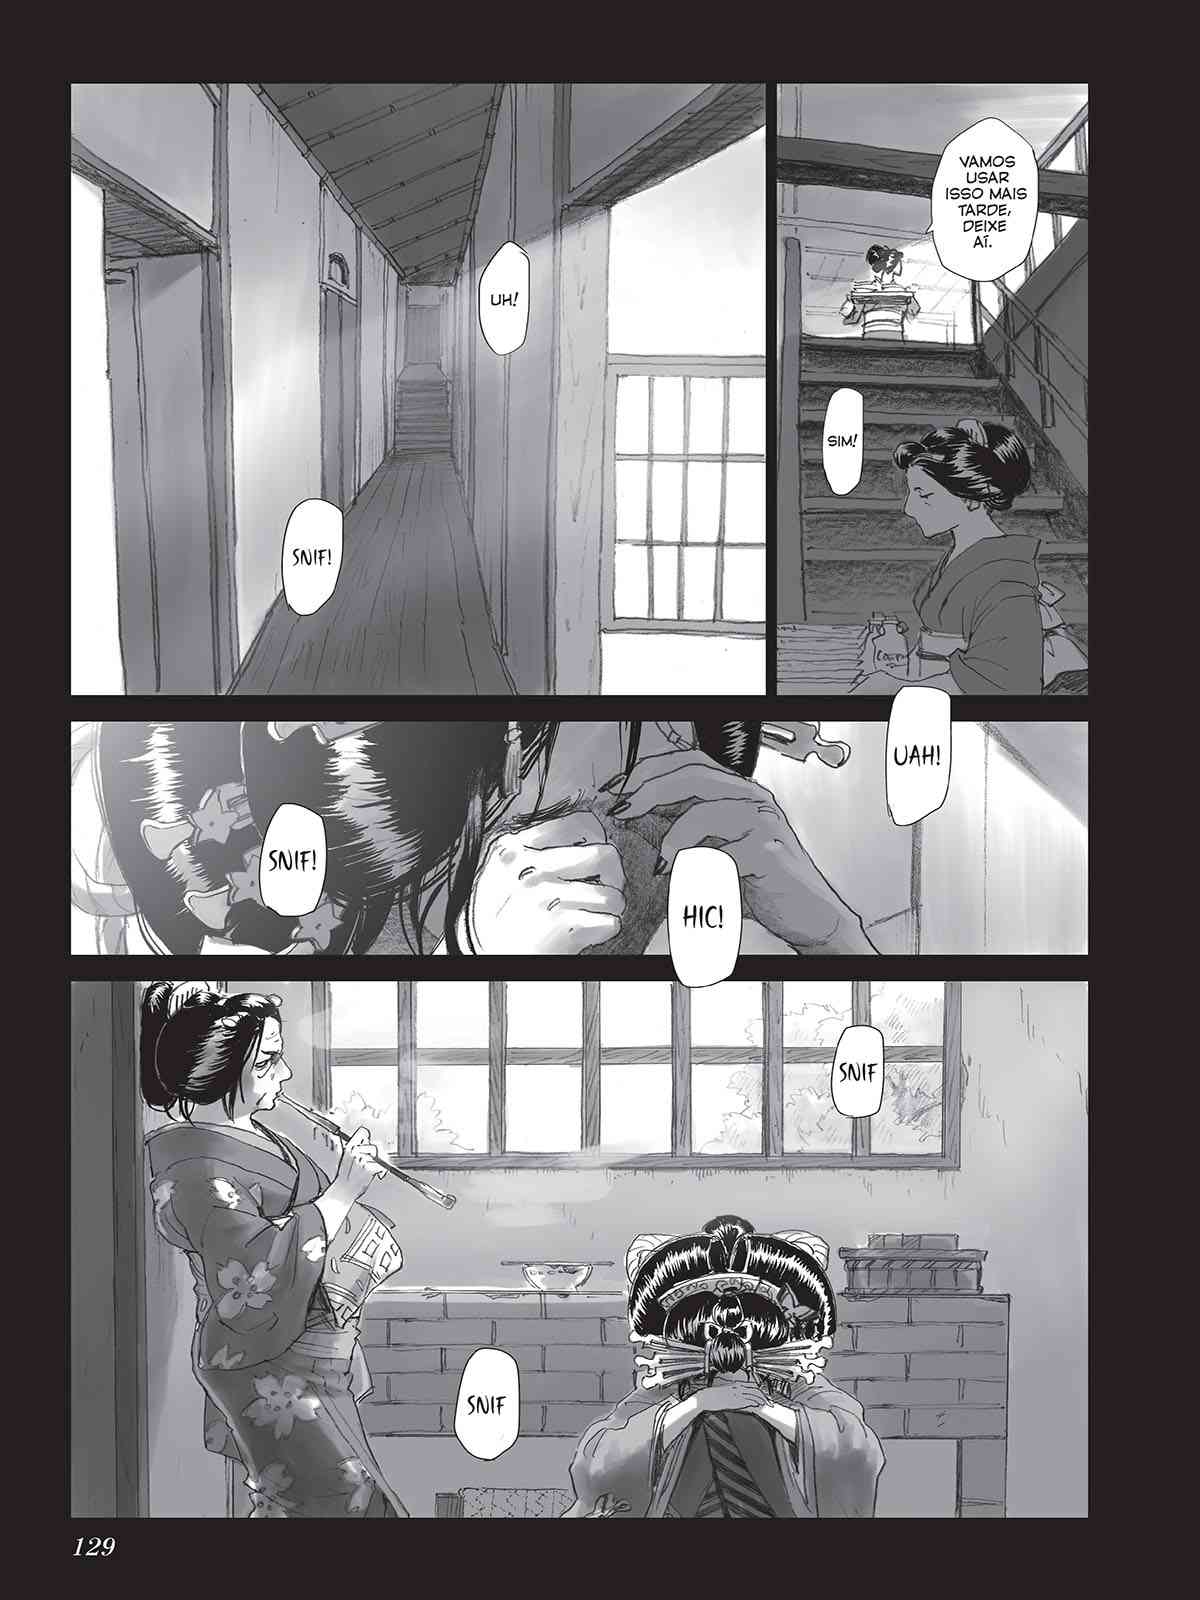 VAMOS
USAR
ISSO MAIS
TARDE,
DEIXE
AÍ.
SIM!
UH!
SNIF!
UAH!
HIC!
SNIF!
SNIF
SNIF
129